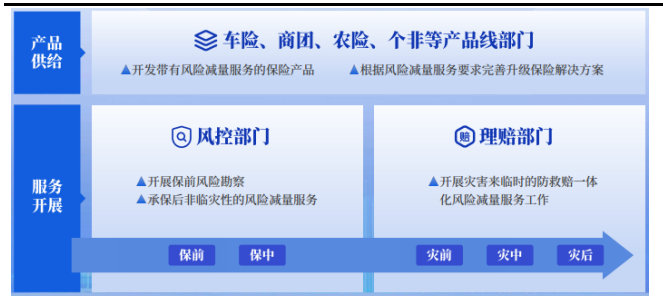 产品
供给
车险、商团、农险、个非等产品线部门
▲开发带有风险减量服务的保险产品
▲根据风险减量服务要求完善升级保险解决方案
服务
开展
风控部门
▲开展保前风险勘察
▲承保后非临灾性的风险减量服务
赔
理赔部门
▲开展灾害来临时的防救赔一体
化风险减量服务工作
保前
保中
灾前
灾中
灾后